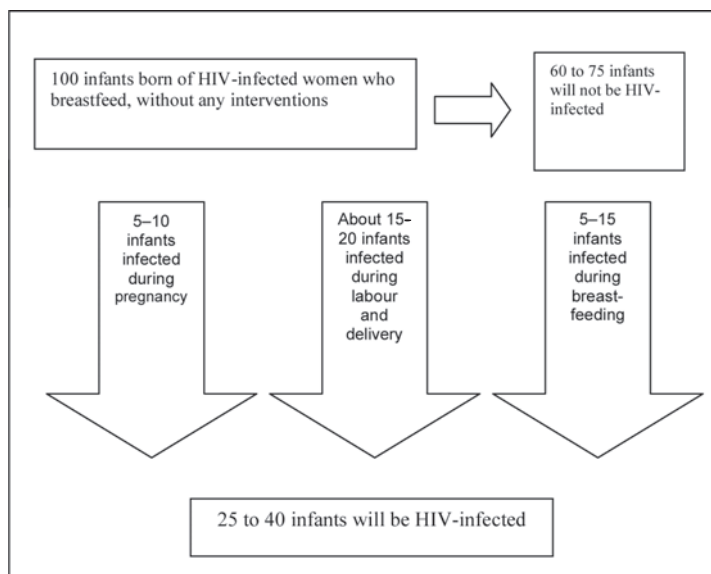 100 infants born of HIV-infected women who
breastfeed, without any interventions
60 to 75 infants
will not be HIV-
infected
5–10
infants
infected
during
pregnancy
About 15–
20 infants
infected
during
labour
and
delivery
5–15
infants
infected
during
breast-
feeding
25 to 40 infants will be HIV-infected